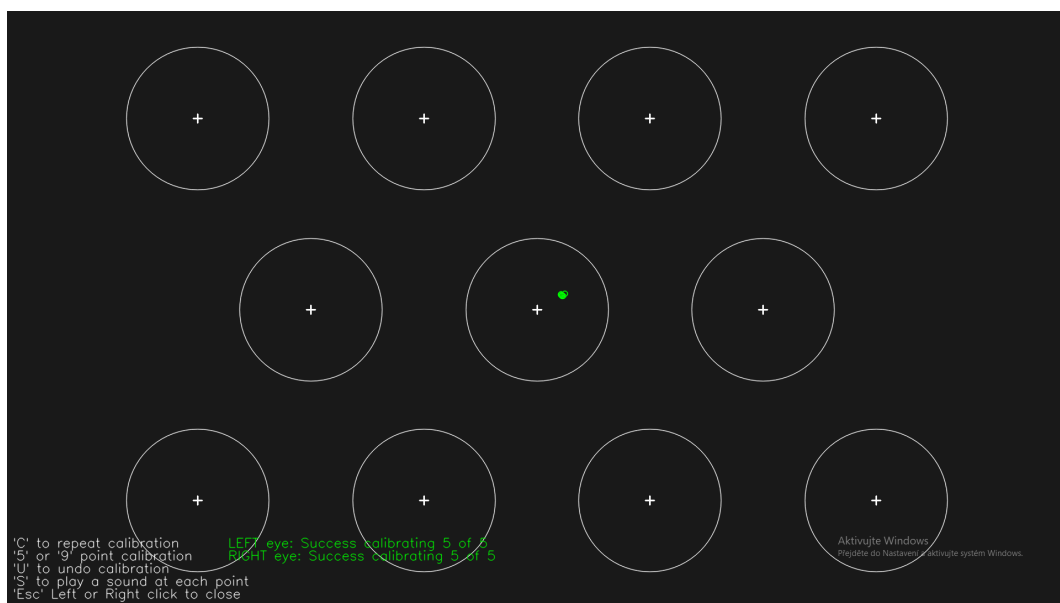 'C' to repeat calibration
LEFT eye: Success calibrating 5 of 5
'5' or '9' point calibration
RIGHT eye: Success calibrating 5 of 5
'U' to undo calibration
'S' to play a sound at each point
'Esc' Left or Right click to close
Aktivujte Windows
Přejděte do Nastavení a aktivujte systém Windows.